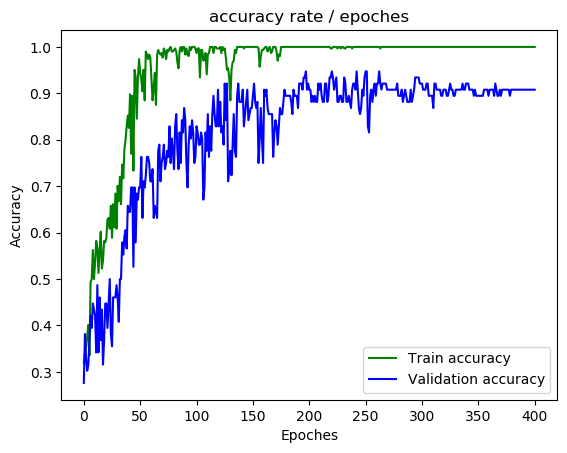 accuracy rate / epoches
1.0
0.9
0.8
0.7
0.6
0.5
0.4
0.3
Accuracy
Train accuracy
Validation accuracy
0 50 100 150 200 250 300 350 400
Epoches